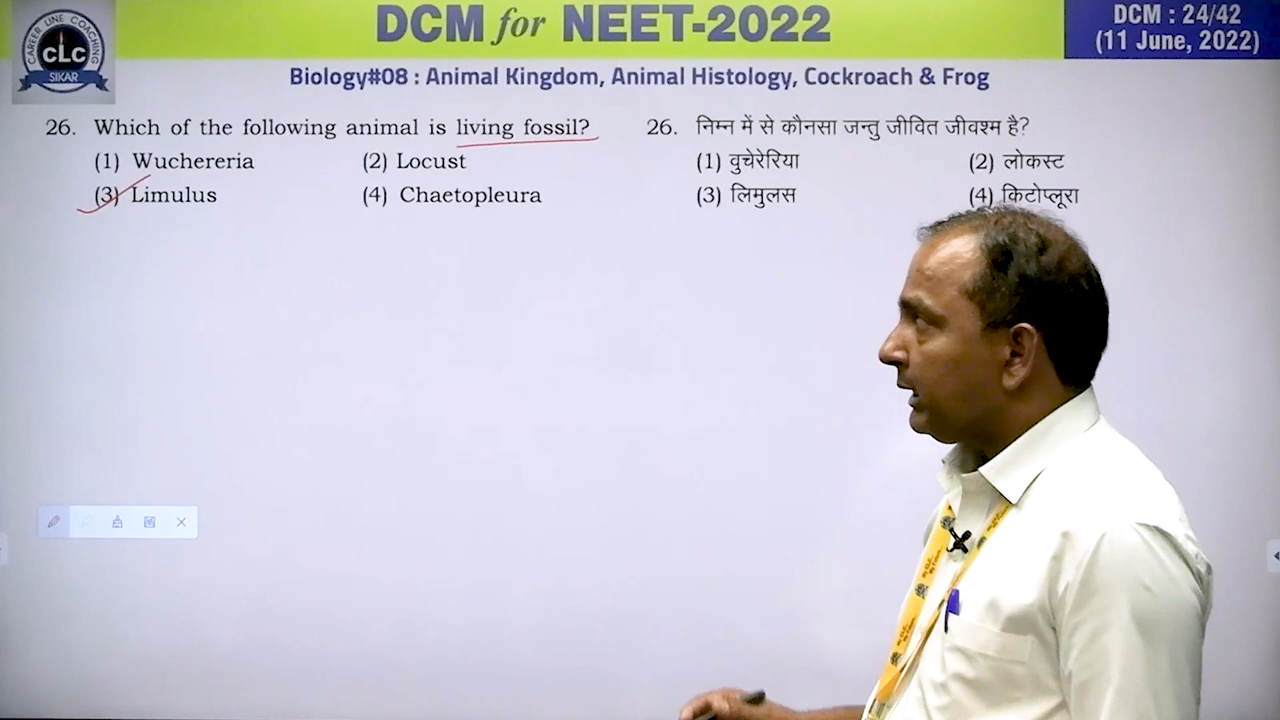 CAREER LINE COACHING
CLC
SIKAR
DCM for NEET-2022
DCM : 24/42
(11 June, 2022)
Biology#08 : Animal Kingdom, Animal Histology, Cockroach & Frog
26. Which of the following animal is living fossil?
(1) Wuchereria (2) Locust
(3) Limulus (4) Chaetopleura
26. निम्न में से कौनसा जन्तु जीवित जीवश्म है?
(1) वुचेरेरिया (2) लोकस्ट
(3) लिमुलस (4) किटोप्लूरा